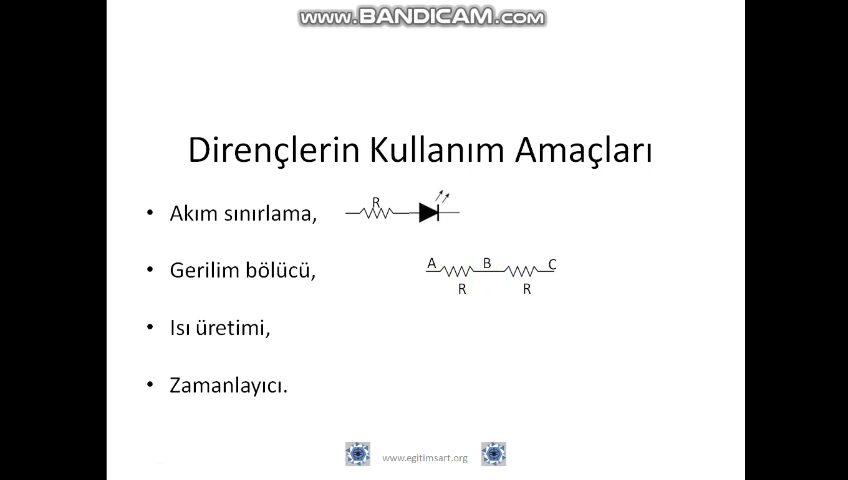 www.BANDICAM.com
Dirençlerin Kullanım Amaçları
• Akım sınırlama,
R
• Gerilim bölücü,
A B C
R R
• Isı üretimi,
• Zamanlayıcı.
www.egitimsart.org